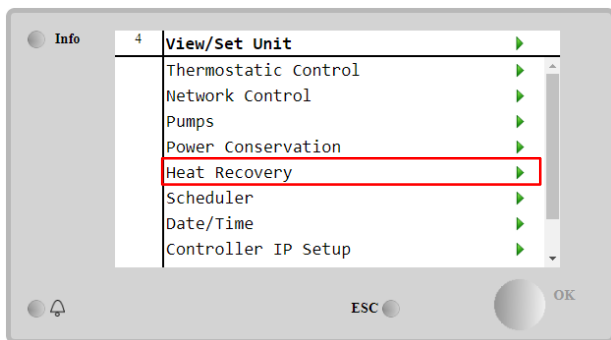 Info
4 View/Set Unit
Thermostatic Control
Network Control
Pumps
Power Conservation
Heat Recovery
Scheduler
Date/Time
Controller IP Setup
ESC
OK